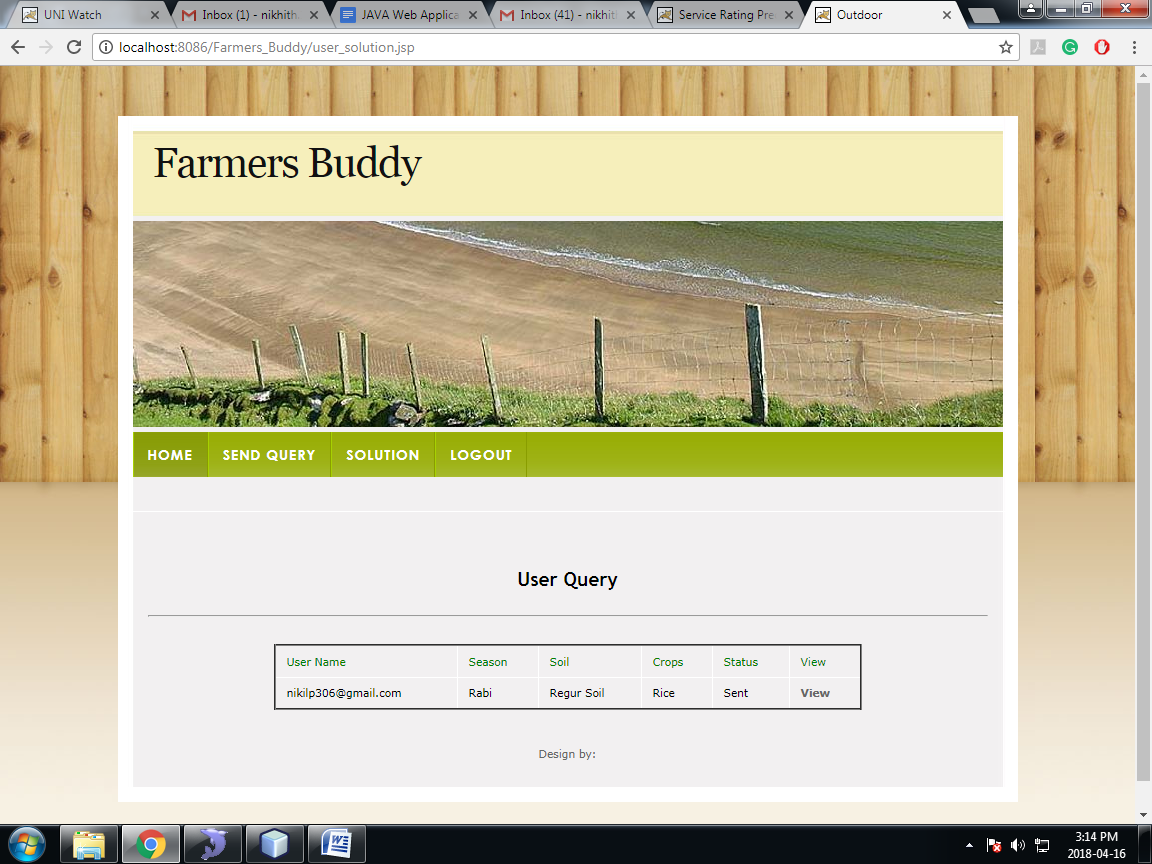 UNI Watch
Inbox (1) - nikhith.
JAVA Web Applica
Inbox (41) - nikhit
Service Rating Pre
Outdoor
localhost:8086/Farmers_Buddy/user_solution.jsp
Farmers Buddy
HOME SEND QUERY SOLUTION LOGOUT
User Query
User Name Season Soil Crops Status View
nikilp306@gmail.com Rabi Regur Soil Rice Sent View
Design by:
3:14 PM
2018-04-16